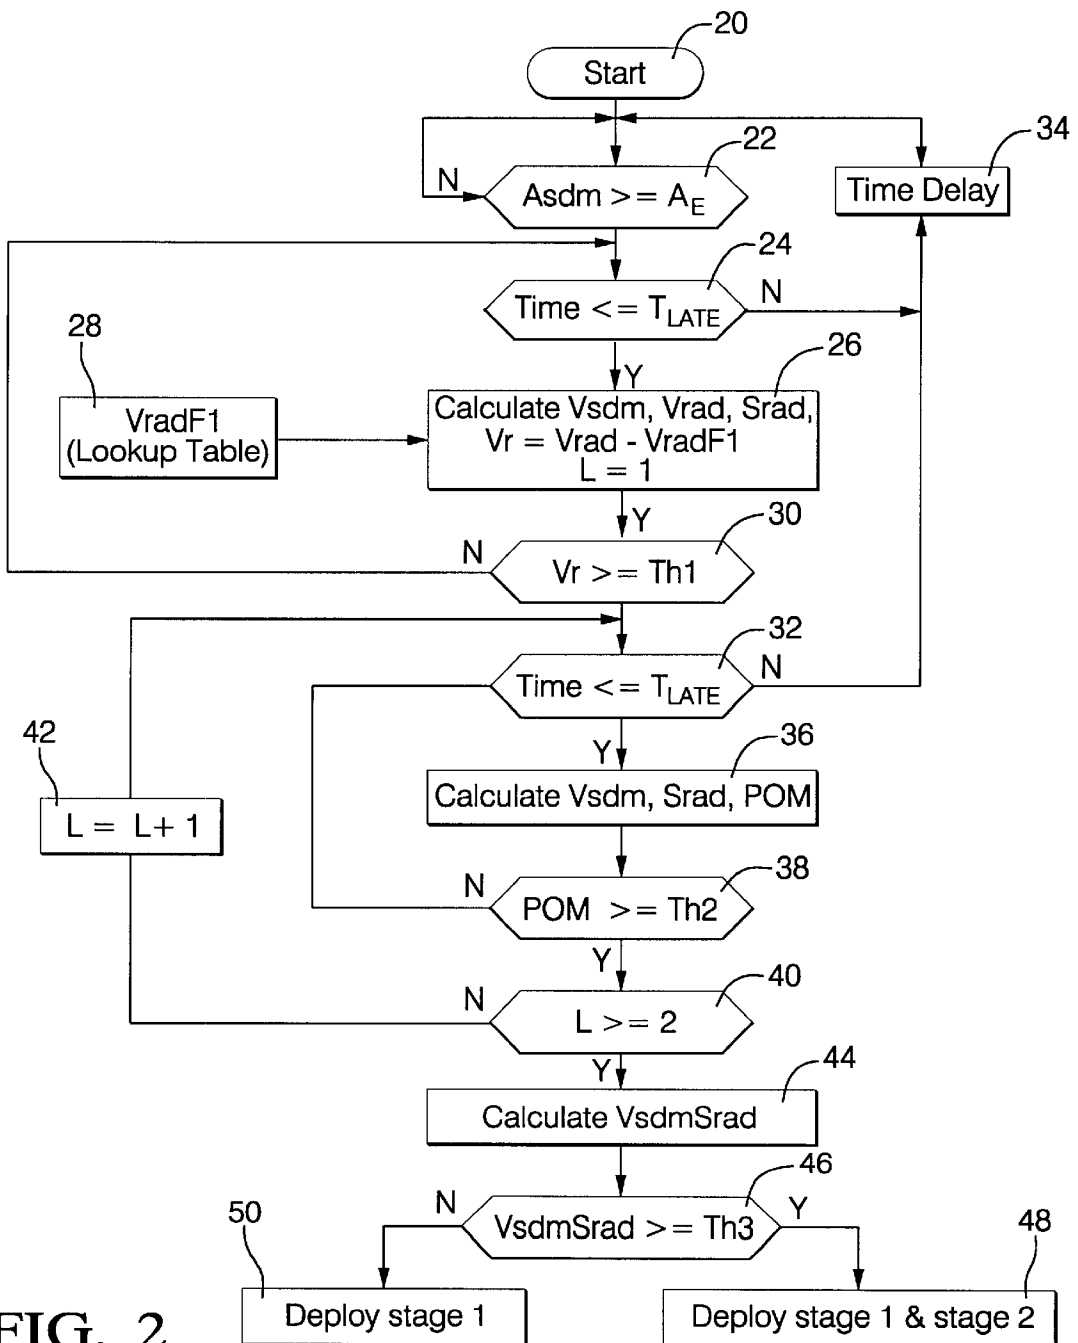 20
Start
34
22
N
Asdm >= AE
Time Delay
24
Time <= TLATE
N
28
26
Y
VradF1
(Lookup Table)
Calculate Vsdm, Vrad, Srad,
Vr = Vrad - VradF1
L = 1
Y
30
N
Vr >= Th1
32
Time <= TLATE
N
42
36
Y
L = L+ 1
Calculate Vsdm, Srad, POM
38
N
POM >= Th2
Y
40
N
L >= 2
Y
44
Calculate VsdmSrad
46
N
VsdmSrad >= Th3
Y
50
48
Deploy stage 1
Deploy stage 1 & stage 2
FIG. 2